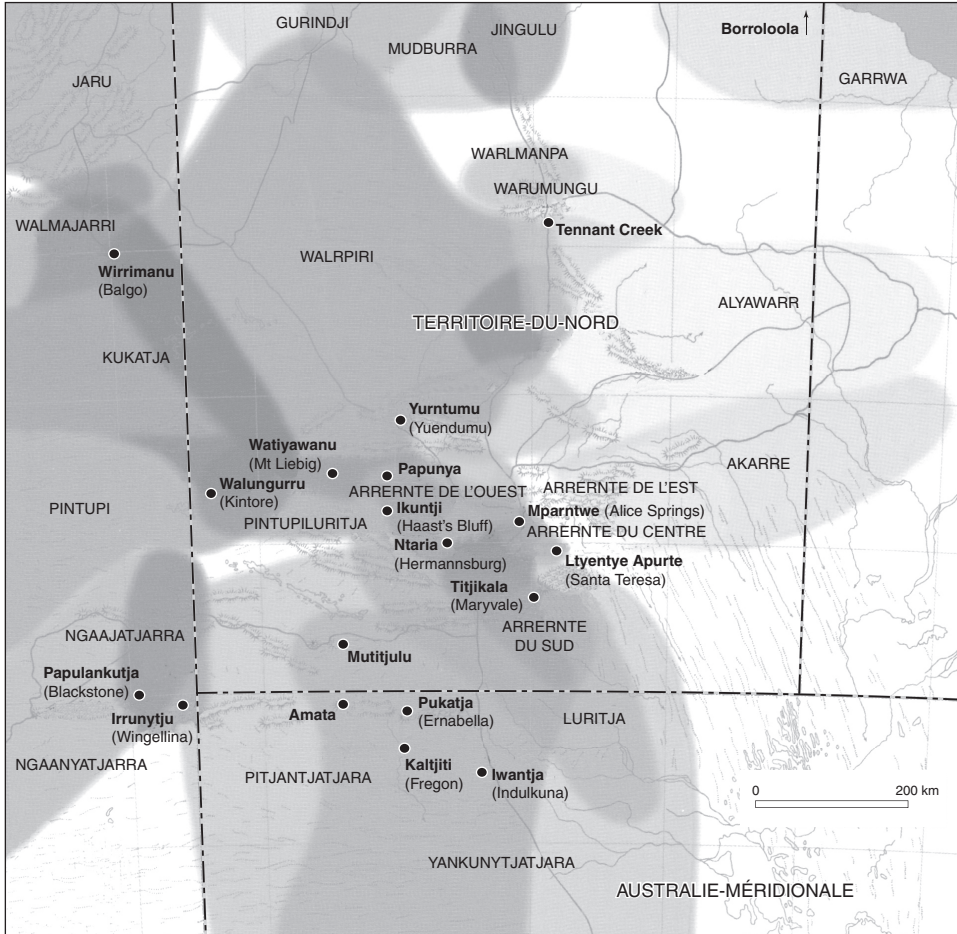 GURINDJI
JINGULU
Borroloola
MUDBURRA
JARU
GARRWA
WARLMANPA
WARUMUNGU
WALMAJARRI
Tennant Creek
Wirrimanu
(Balgo)
WALRPIRI
ALYAWARR
TERRITOIRE-DU-NORD
KUKATJA
Yurntumu
(Yuendumu)
Watiyawanu
(Mt Liebig)
Papunya
AKARRE
Walungurru
(Kintore)
ARRERNTE DE L'OUEST
ARRERNTE DE L'EST
PINTUPI
Ikuntji
(Haast's Bluff)
Mparntwe (Alice Springs)
PINTUPILURITJA
ARRERNTE DU CENTRE
Ntaria
(Hermannsburg)
Ltyentye Apurte
(Santa Teresa)
Titjikala
(Maryvale)
ARRERNTE
DU SUD
NGAAJATJARRA
Mutitjulu
Papulankutja
(Blackstone)
Irrunytju
(Wingellina)
Amata
Pukatja
(Ernabella)
LURITJA
NGAANYATJARRA
PITJANTJATJARA
Kaltjiti
(Fregon)
Iwantja
(Indulkuna)
0 200 km
YANKUNYTJATJARA
AUSTRALIE-MÉRIDIONALE